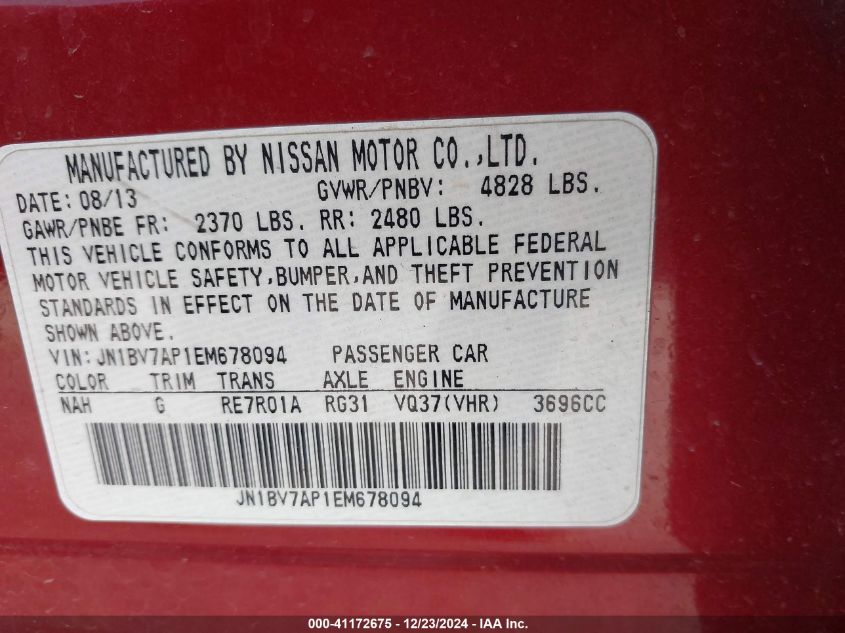 MANUFACTURED BY NISSAN MOTOR CO.,LTD.
DATE: 08/13 GVWR/PNBV: 4828 LBS.
GAWR/PNBE FR: 2370 LBS. RR: 2480 LBS.
THIS VEHICLE CONFORMS TO ALL APPLICABLE FEDERAL
MOTOR VEHICLE SAFETY,BUMPER,AND THEFT PREVENTION
STANDARDS IN EFFECT ON THE DATE OF MANUFACTURE
SHOWN ABOVE.
VIN:JN1BV7AP1EM678094 PASSENGER CAR
COLOR TRIM TRANS AXLE ENGINE
NAH G RE7R01A RG31 VQ37(VHR) 3696CC
JN1BV7AP1EM678094
000-41172675 - 12/23/2024 - IAA Inc.